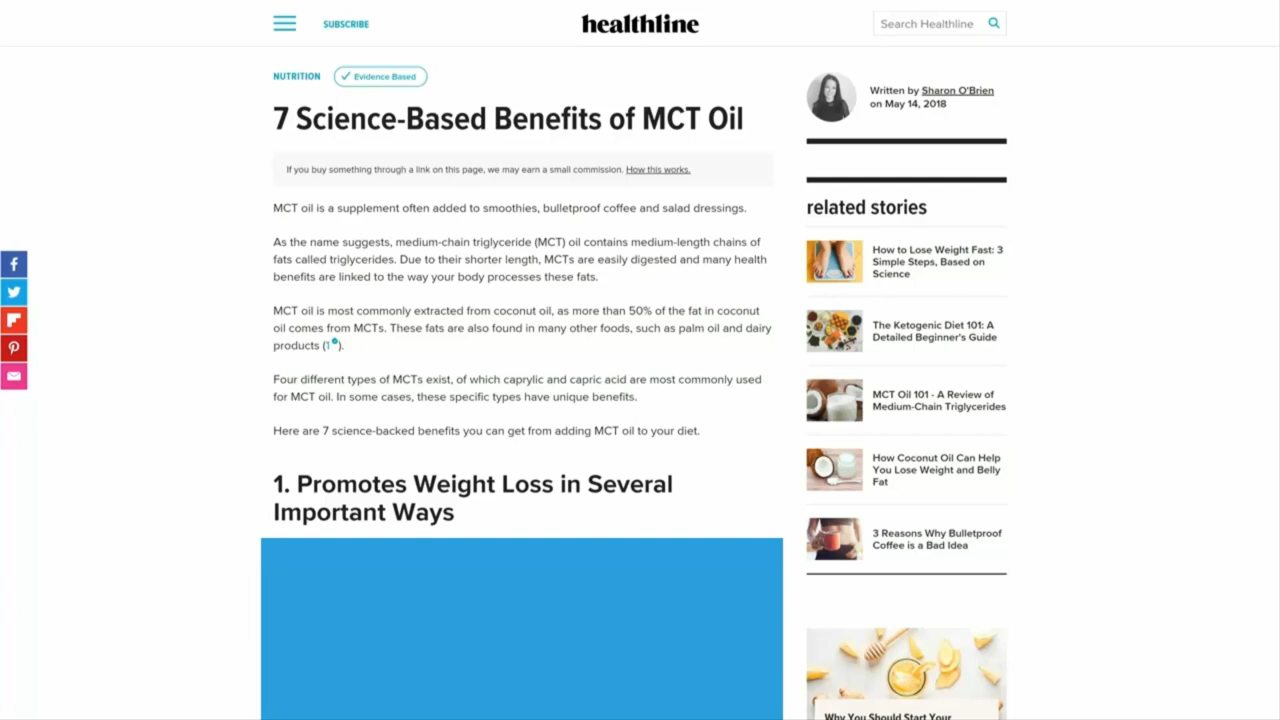 SUBSCRIBE
healthline
Search Healthline
NUTRITION
Evidence Based
7 Science-Based Benefits of MCT Oil
If you buy something through a link on this page, we may earn a small commission. How this works.
MCT oil is a supplement often added to smoothies, bulletproof coffee and salad dressings.
As the name suggests, medium-chain triglyceride (MCT) oil contains medium-length chains of
fats called triglycerides. Due to their shorter length, MCTs are easily digested and many health
benefits are linked to the way your body processes these fats.
MCT oil is most commonly extracted from coconut oil, as more than 50% of the fat in coconut
oil comes from MCTs. These fats are also found in many other foods, such as palm oil and dairy
products (1).
Four different types of MCTs exist, of which caprylic and capric acid are most commonly used
for MCT oil. In some cases, these specific types have unique benefits.
Here are 7 science-backed benefits you can get from adding MCT oil to your diet.
1. Promotes Weight Loss in Several
Important Ways
Written by Sharon O'Brien
on May 14, 2018
related stories
How to Lose Weight Fast: 3
Simple Steps, Based on
Science
The Ketogenic Diet 101: A
Detailed Beginner's Guide
MCT Oil 101 - A Review of
Medium-Chain Triglycerides
How Coconut Oil Can Help
You Lose Weight and Belly
Fat
3 Reasons Why Bulletproof
Coffee is a Bad Idea
Why You Should Start Your